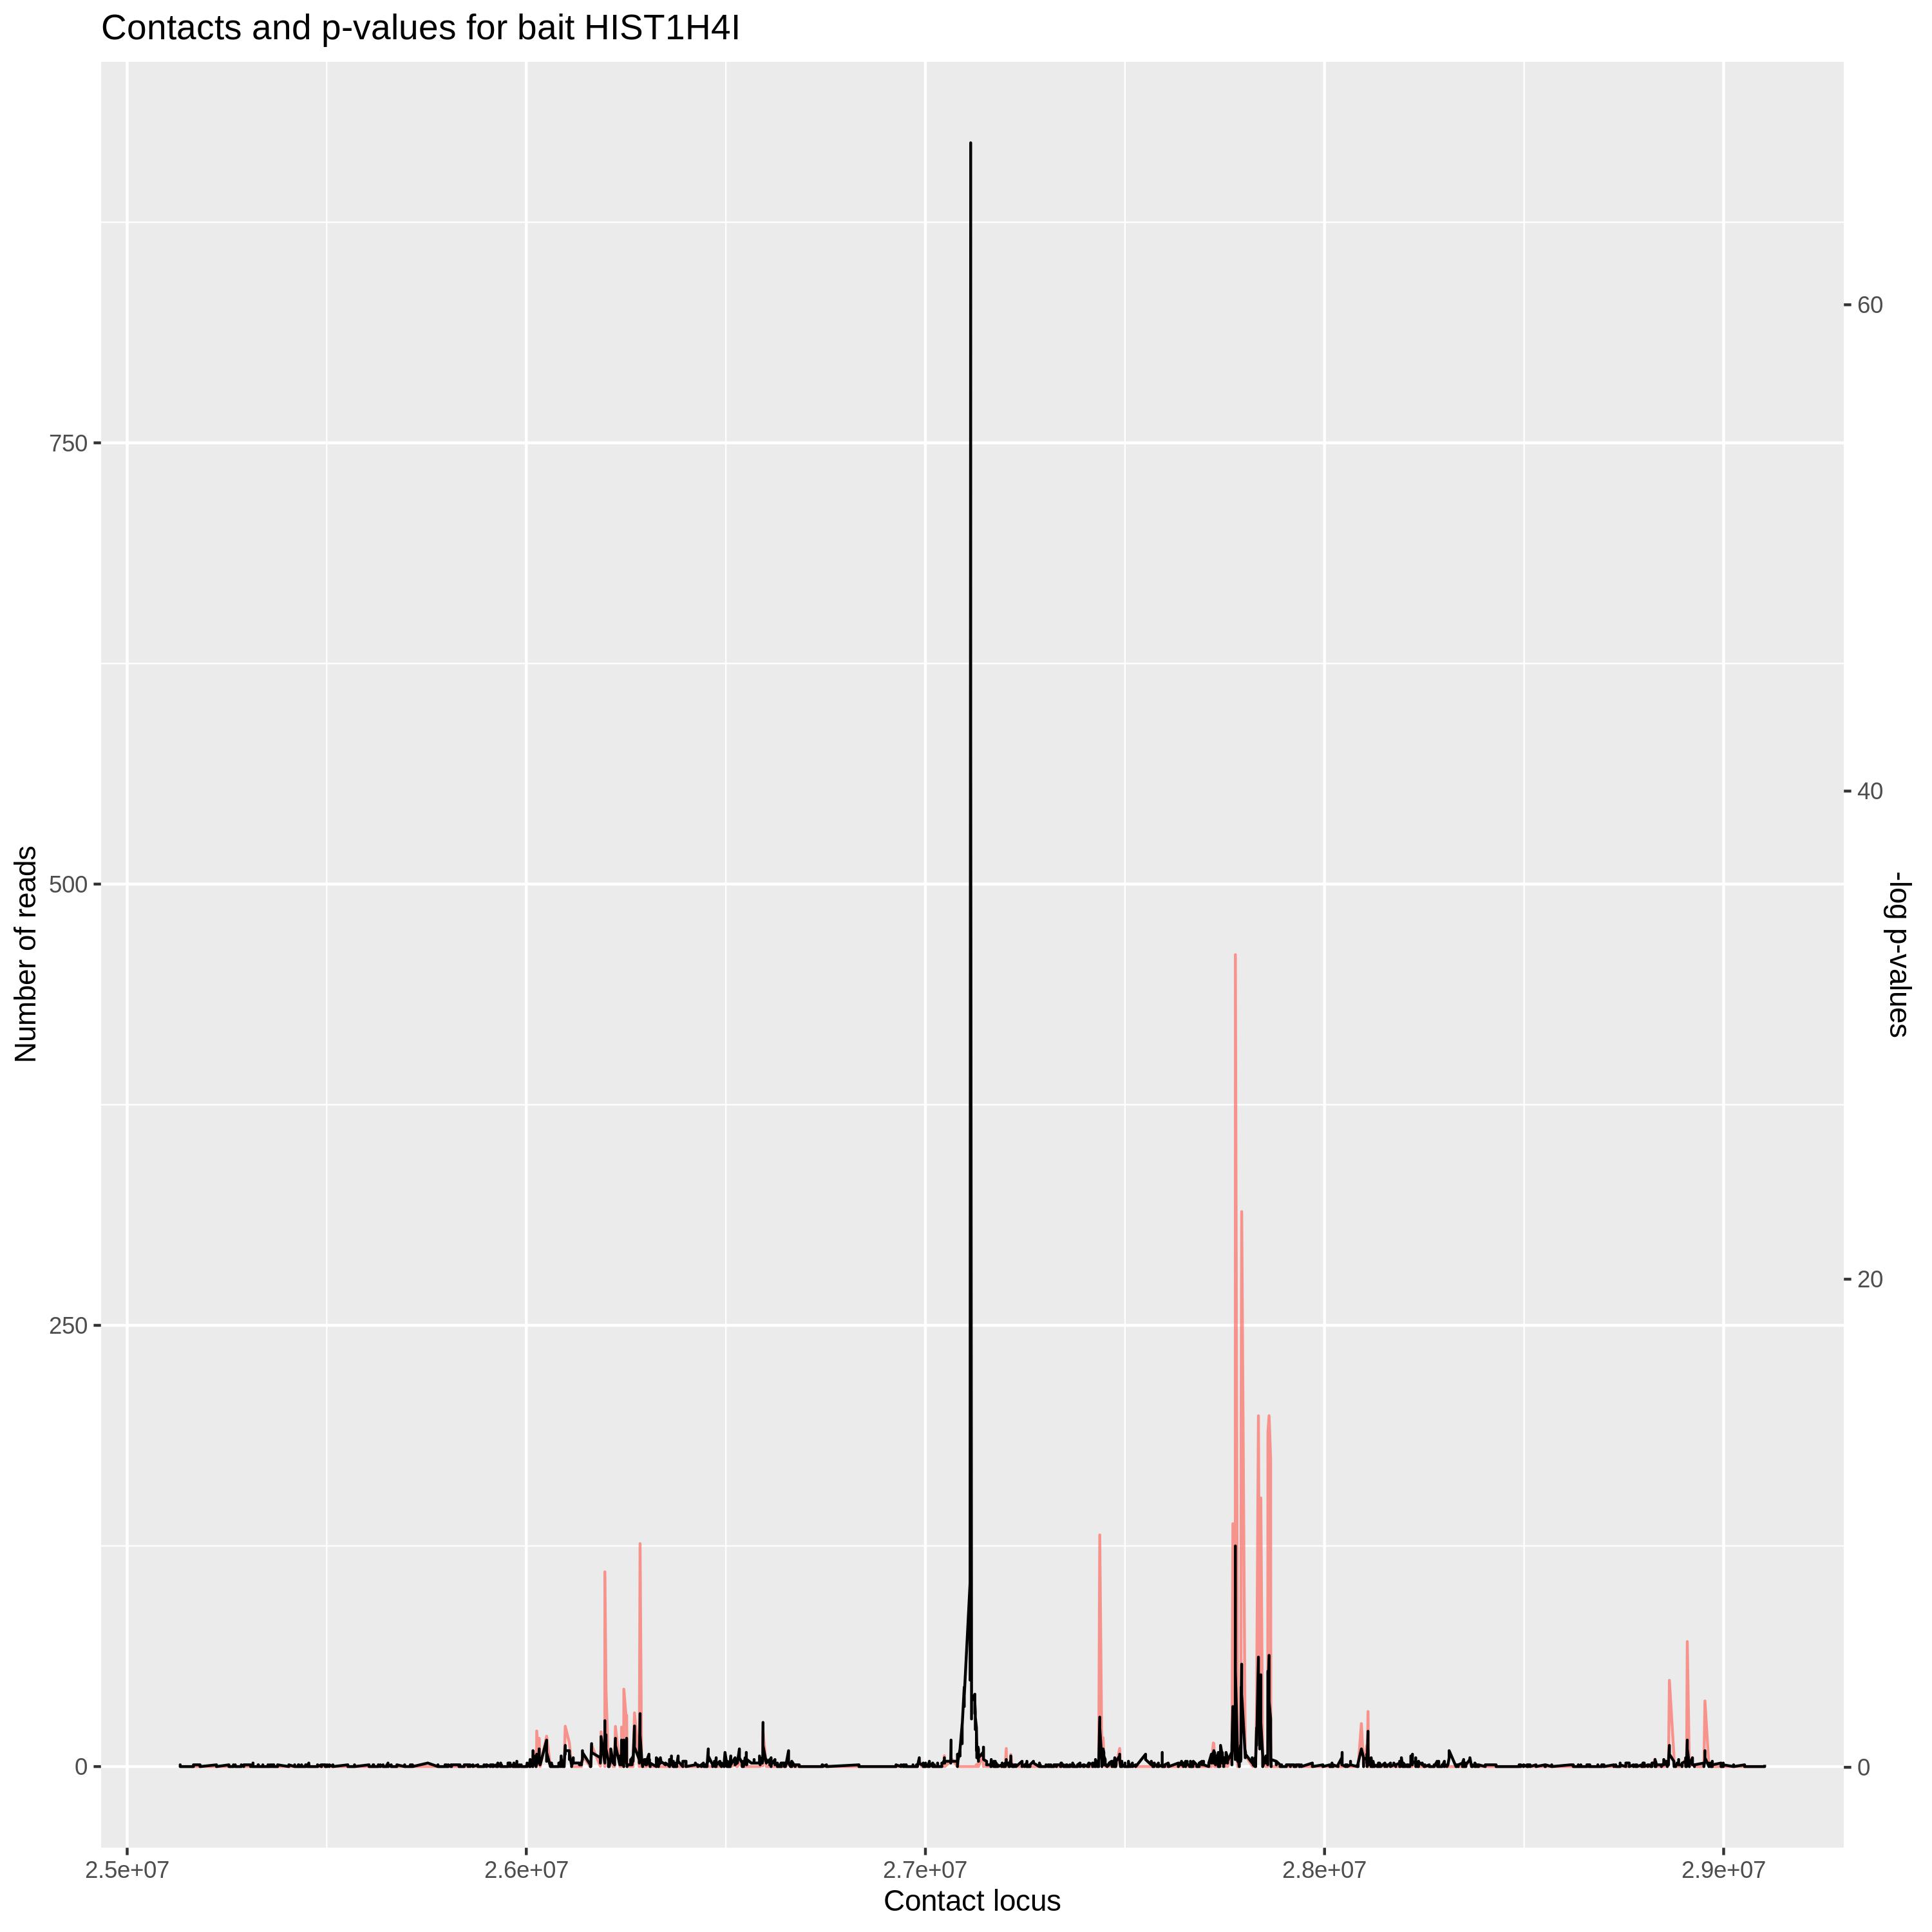 Contacts and p-values for bait HIST1H4I
750
500
250
0
Number of reads
60
40
20
0
-log p-values
2.5e+07
2.6e+07
2.7e+07
2.8e+07
2.9e+07
Contact locus